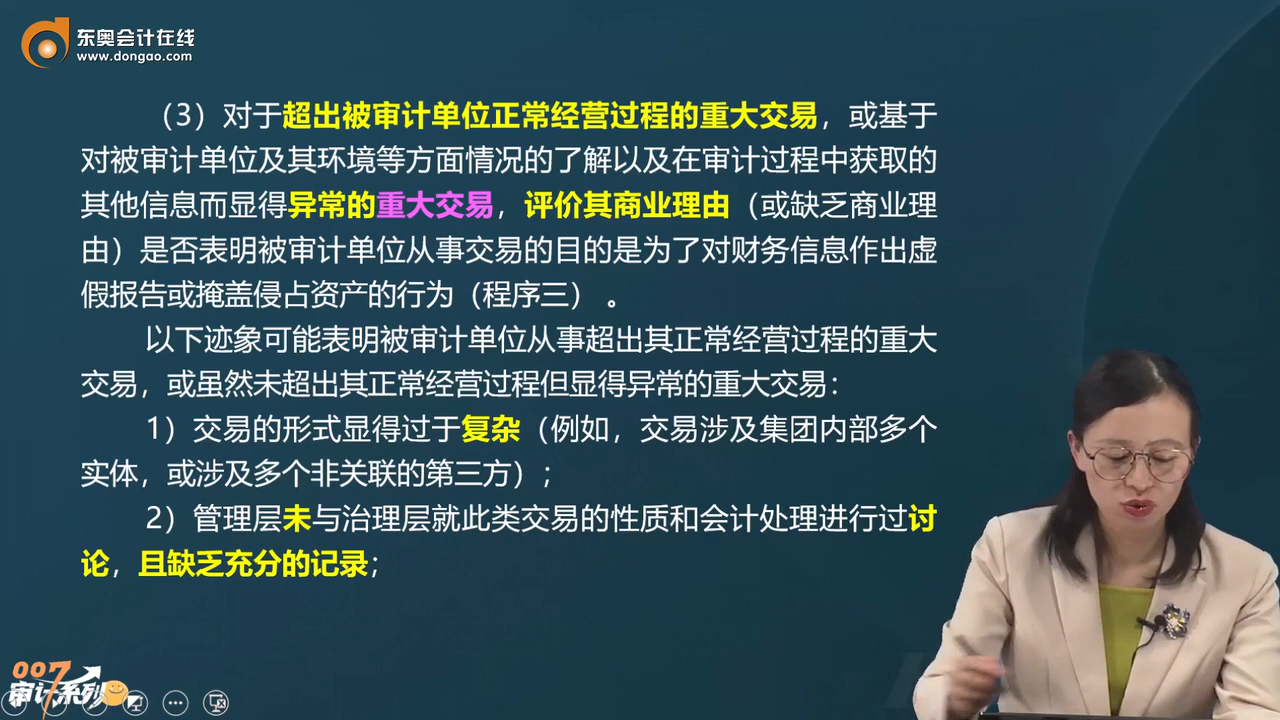 东奥会计在线
www.dongao.com
（3）对于超出被审计单位正常经营过程的重大交易，或基于
对被审计单位及其环境等方面情况的了解以及在审计过程中获取的
其他信息而显得异常的重大交易，评价其商业理由（或缺乏商业理
由）是否表明被审计单位从事交易的目的是为了对财务信息作出虚
假报告或掩盖侵占资产的行为（程序三） 。
以下迹象可能表明被审计单位从事超出其正常经营过程的重大
交易，或虽然未超出其正常经营过程但显得异常的重大交易：
1）交易的形式显得过于复杂（例如，交易涉及集团内部多个
实体，或涉及多个非关联的第三方）；
2）管理层未与治理层就此类交易的性质和会计处理进行过讨
论，且缺乏充分的记录；
007
审计系列